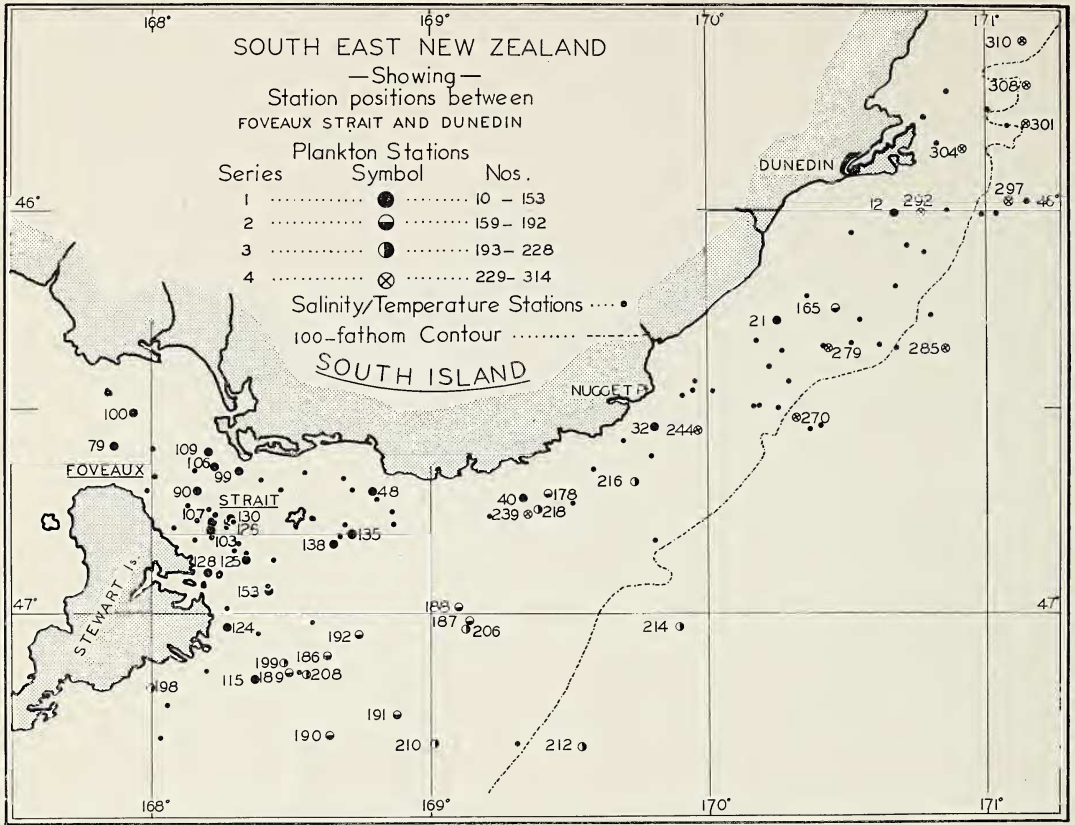 168° 169° 170° 171°
SOUTH EAST NEW ZEALAND
—Showing—
Station positions between
FOVEAUX STRAIT AND DUNEDIN
Plankton Stations
Series Symbol Nos.
1 .............. ● ........ 10 – 153
2 .............. ◒ ........ 159 – 192
3 .............. ◑ ........ 193 – 228
4 .............. ⊗ ........ 229 – 314
Salinity/Temperature Stations .... •
100–fathom Contour ........ -------
SOUTH ISLAND
310
308
301
DUNEDIN
304
297
46°
12 292
46°
165
21
279 285
NUGGET P.
100
270
32 244
79
109
FOVEAUX
106
99
216
90
48
STRAIT
40 178
107
130
239 218
126
103
138 135
128 125
153
STEWART Is.
47°
188
47°
124
187 206
214
192
199 186
115 189 208
198
191
190 210 212
168° 169° 170° 171°